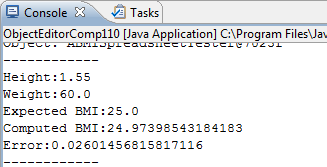 Console Tasks
ObjectEditorComp110 [Java Application] C:\Program Files\Jav
Object: ABMISpreadsheetTester@7023f
------------
Height:1.55
Weight:60.0
Expected BMI:25.0
Computed BMI:24.97398543184183
Error:0.02601456815817116
------------